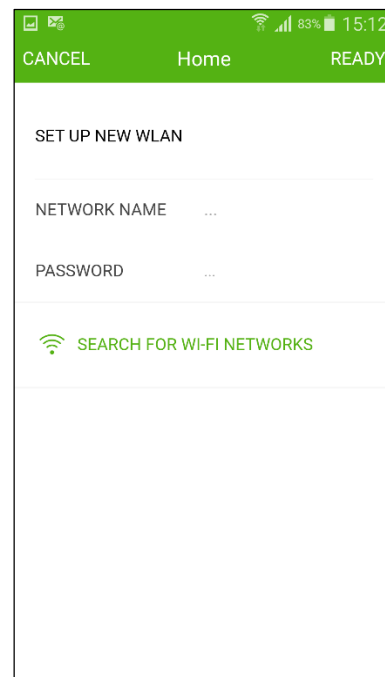 83% 15:12
CANCEL Home READY
SET UP NEW WLAN
NETWORK NAME ...
PASSWORD ...
SEARCH FOR WI-FI NETWORKS